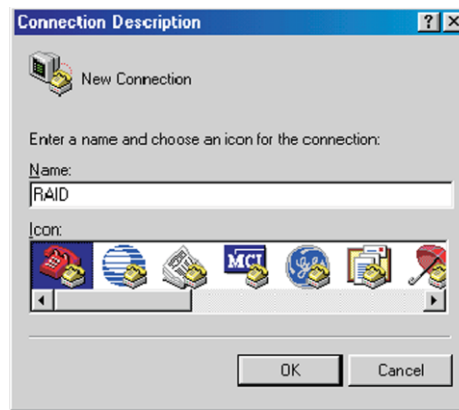 Connection Description
New Connection
Enter a name and choose an icon for the connection:
Name:
RAID
Icon:
MCI
OK
Cancel